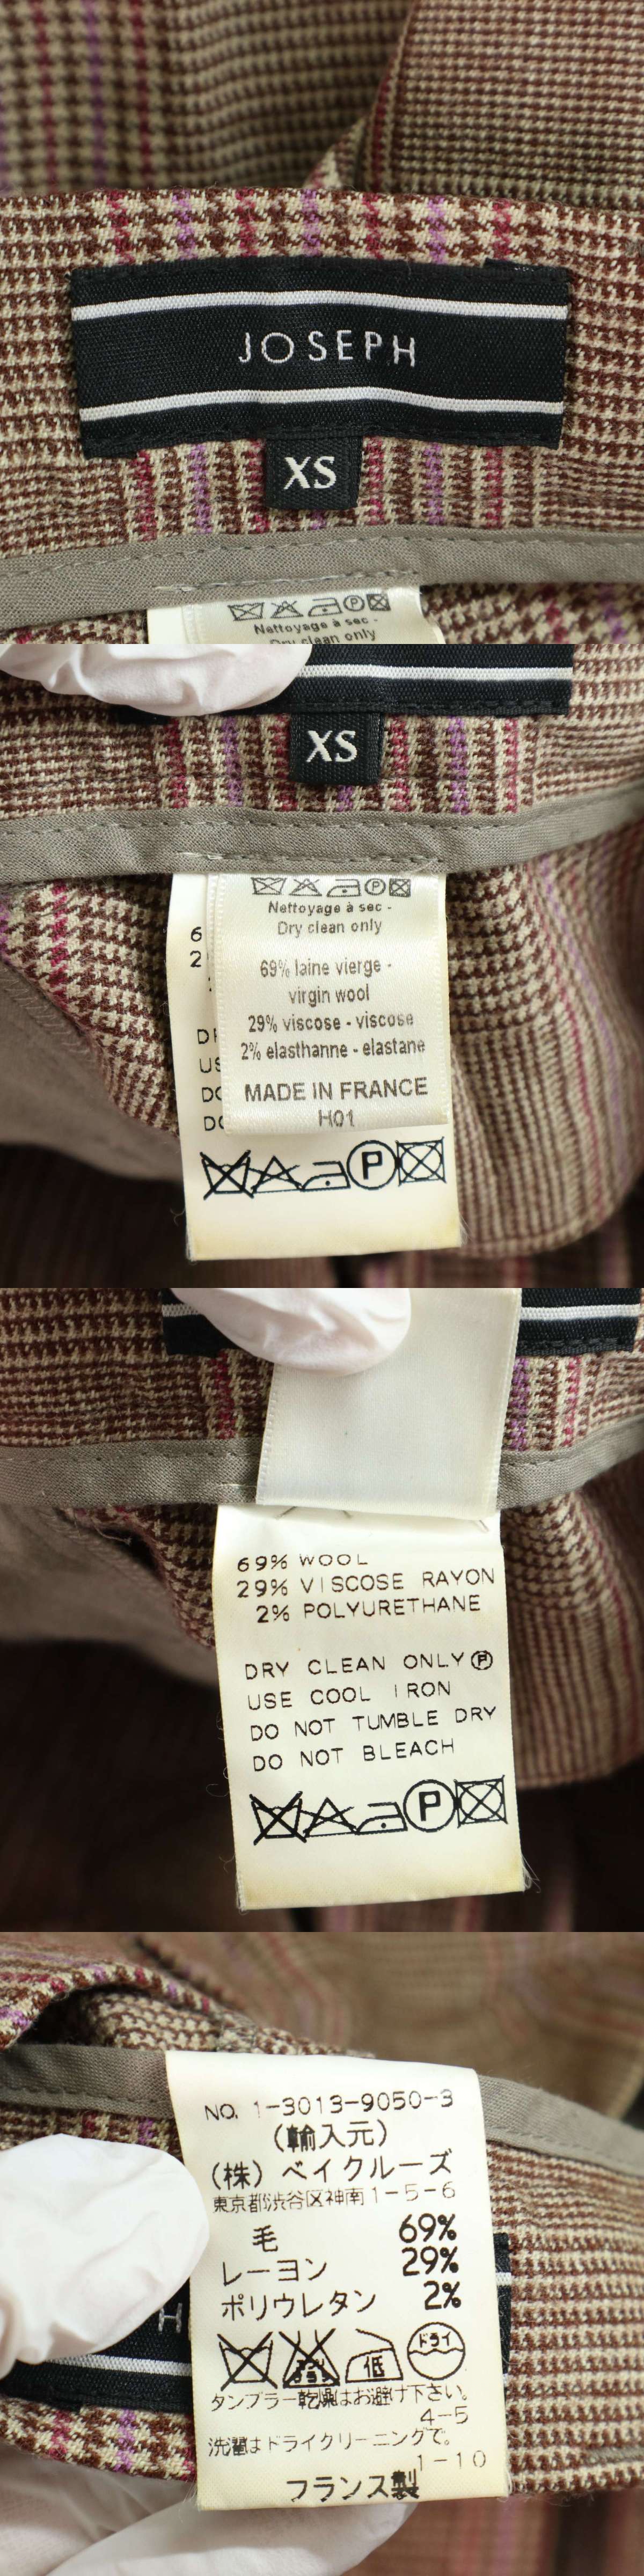 JOSEPH
XS
Nettoyage à sec -
Dry clean only
XS
Nettoyage à sec -
Dry clean only
69% laine vierge -
virgin wool
29% viscose - viscose
2% elasthanne - elastane
MADE IN FRANCE
H01
P
69% WOOL
29% VISCOSE RAYON
2% POLYURETHANE
DRY CLEAN ONLY Ⓟ
USE COOL IRON
DO NOT TUMBLE DRY
DO NOT BLEACH
P
NO. 1-3013-9050-3
(輸入元)
(株) ベイクルーズ
東京都渋谷区神南1-5-6
毛 69%
レーヨン 29%
ポリウレタン 2%
低 ドライ
タンブラー乾燥はお避け下さい。
4-5
洗濯はドライクリーニングで。
1-10
フランス製